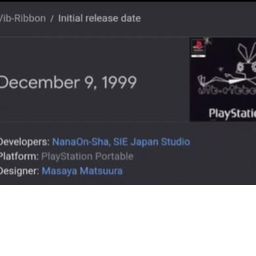 Vib-Ribbon / Initial release date
December 9, 1999
PlayStati
Developers: NanaOn-Sha, SIE Japan Studio
Platform: PlayStation Portable
Designer: Masaya Matsuura